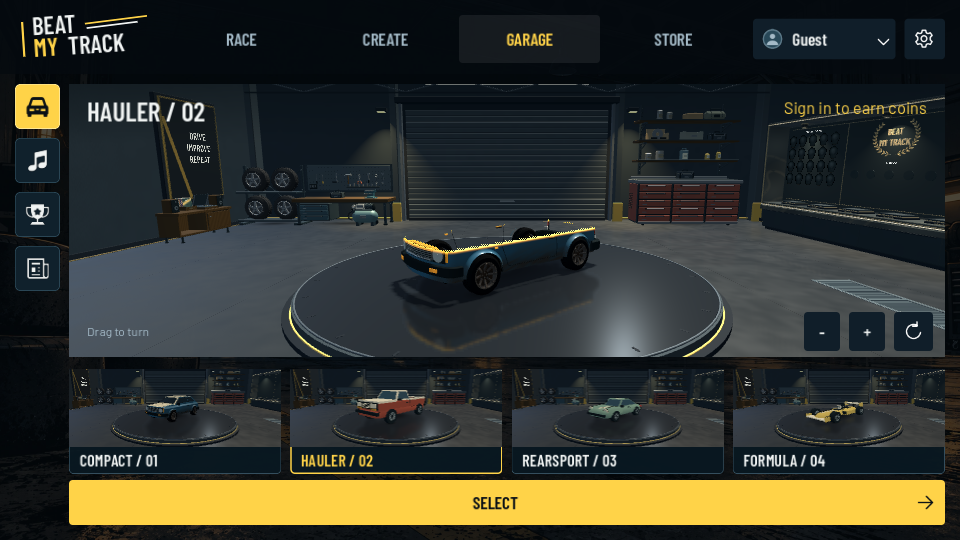 BEAT
MY TRACK
RACE
CREATE
GARAGE
STORE
Guest
HAULER / 02
Sign in to earn coins
DRIVE
IMPROVE
REPEAT
BEAT
MY TRACK
Drag to turn
-
+
COMPACT / 01
HAULER / 02
REARSPORT / 03
FORMULA / 04
SELECT